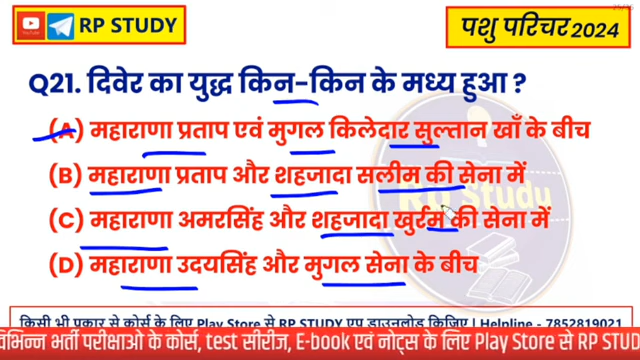 RP STUDY
पशु परिचर 2024
Q21. दिवेर का युद्ध किन-किन के मध्य हुआ ?
(A) महाराणा प्रताप एवं मुगल किलेदार सुल्तान खाँ के बीच
(B) महाराणा प्रताप और शहजादा सलीम की सेना में
(C) महाराणा अमरसिंह और शहजादा खुर्रम की सेना में
(D) महाराणा उदयसिंह और मुगल सेना के बीच
RP Study
किसी भी प्रकार से कोर्स के लिए Play Store से RP STUDY एप डाउनलोड किजिए | Helpline - 7852819021
विभिन्न भर्ती परीक्षाओ के कोर्स, test सीरीज, E-book एवं नोट्स के लिए Play Store से RP STUD